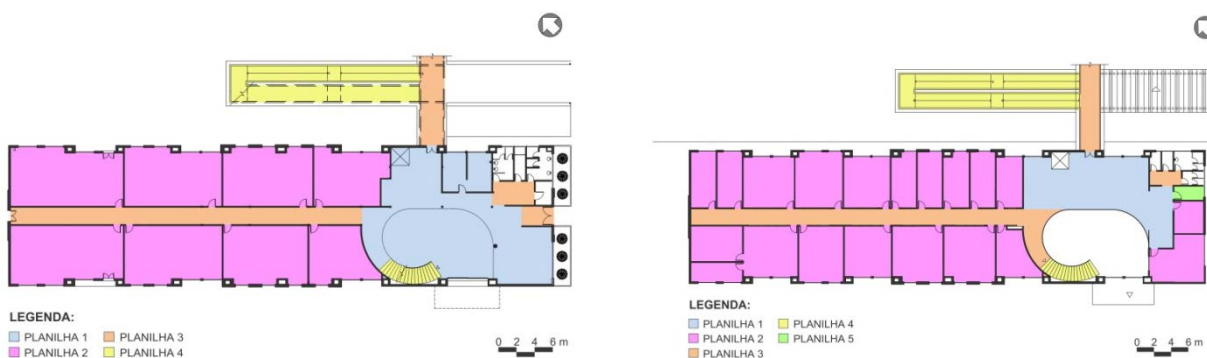 LEGENDA:
PLANILHA 1 PLANILHA 3
PLANILHA 2 PLANILHA 4
0 2 4 6 m
LEGENDA:
PLANILHA 1 PLANILHA 4
PLANILHA 2 PLANILHA 5
PLANILHA 3
0 2 4 6 m